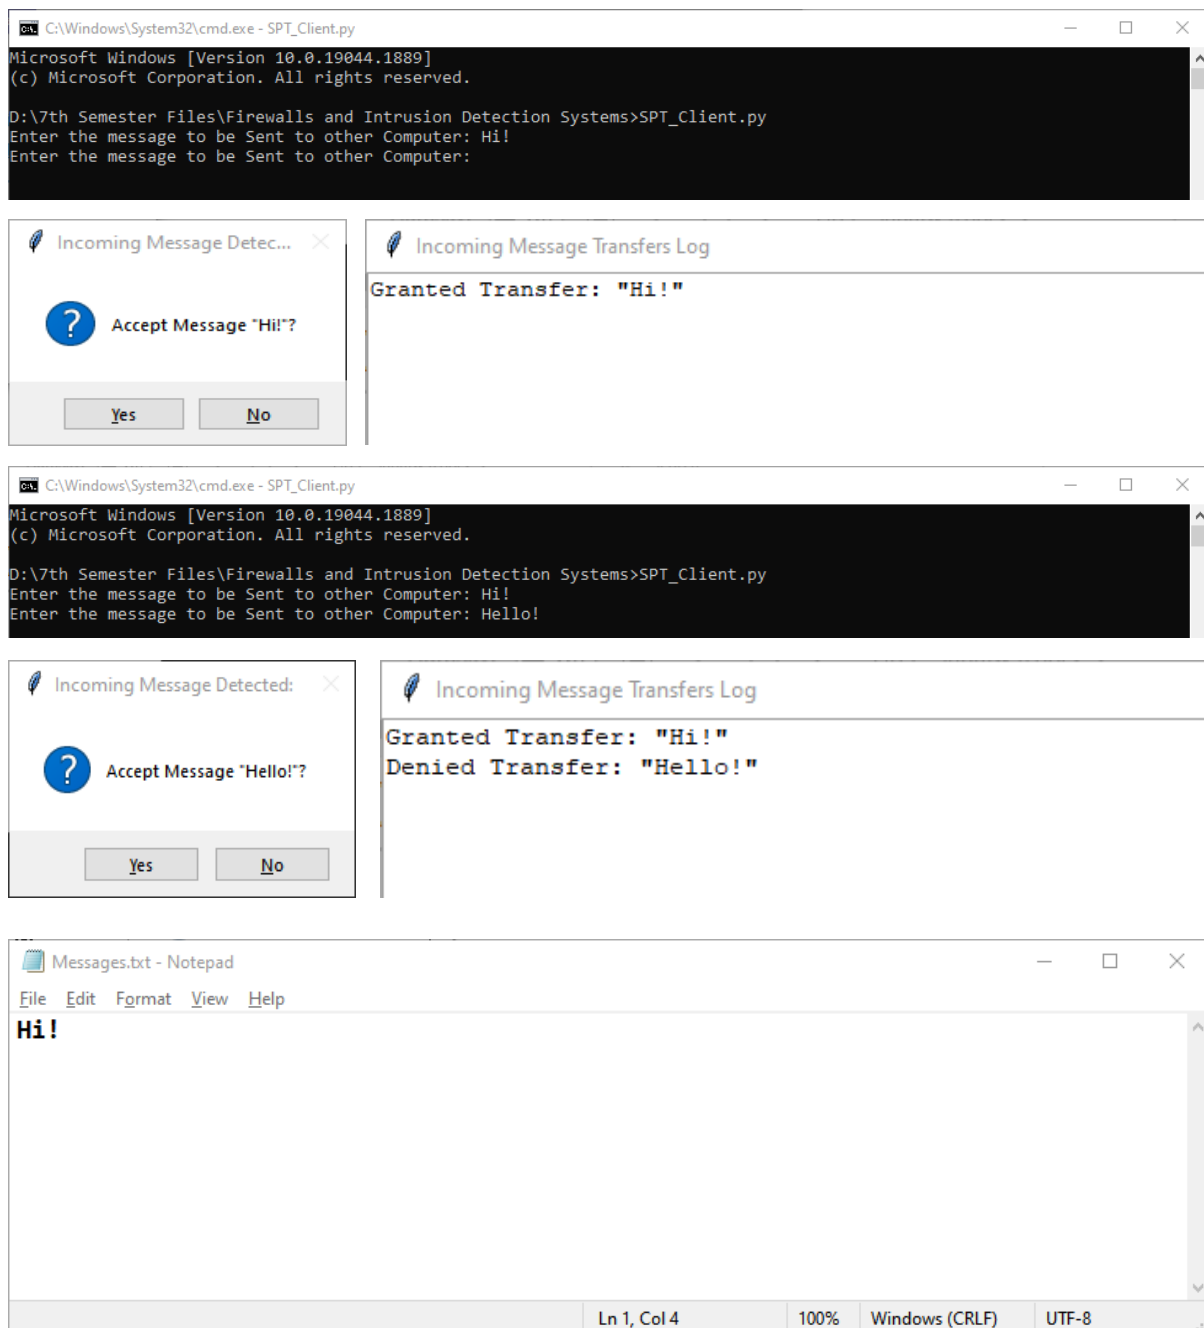 C:\Windows\System32\cmd.exe - SPT_Client.py
Microsoft Windows [Version 10.0.19044.1889]
(c) Microsoft Corporation. All rights reserved.
D:\7th Semester Files\Firewalls and Intrusion Detection Systems>SPT_Client.py
Enter the message to be Sent to other Computer: Hi!
Enter the message to be Sent to other Computer:
Incoming Message Detec...
Accept Message "Hi!"?
Yes No
Incoming Message Transfers Log
Granted Transfer: "Hi!"
C:\Windows\System32\cmd.exe - SPT_Client.py
Microsoft Windows [Version 10.0.19044.1889]
(c) Microsoft Corporation. All rights reserved.
D:\7th Semester Files\Firewalls and Intrusion Detection Systems>SPT_Client.py
Enter the message to be Sent to other Computer: Hi!
Enter the message to be Sent to other Computer: Hello!
Incoming Message Detected:
Accept Message "Hello!"?
Yes No
Incoming Message Transfers Log
Granted Transfer: "Hi!"
Denied Transfer: "Hello!"
Messages.txt - Notepad
File Edit Format View Help
Hi!
Ln 1, Col 4 100% Windows (CRLF) UTF-8